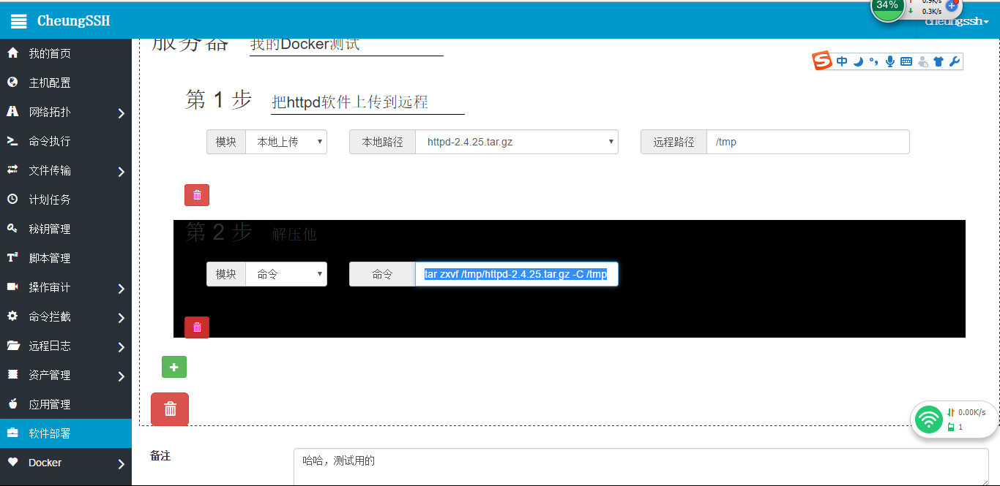 34%
0.9K/s
0.3K/s
CheungSSH
cheungssh
中
我的首页
主机配置
网络拓扑
命令执行
文件传输
计划任务
秘钥管理
脚本管理
操作审计
命令拦截
远程日志
资产管理
应用管理
软件部署
Docker
服务器 我的Docker测试
第 1 步 把httpd软件上传到远程
模块 本地上传 本地路径 httpd-2.4.25.tar.gz 远程路径 /tmp
第 2 步 解压他
模块 命令 命令 tar zxvf /tmp/httpd-2.4.25.tar.gz -C /tmp
0.00K/s
1
备注 哈哈，测试用的